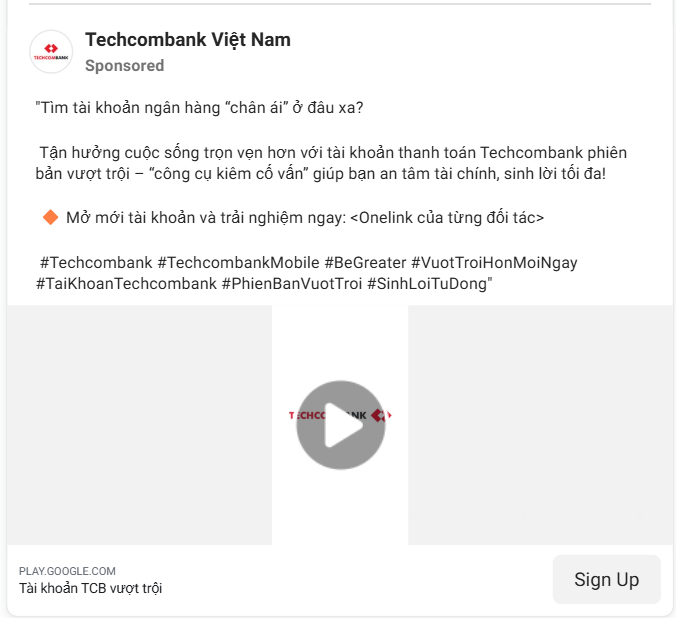 Techcombank Việt Nam
TECHCOMBANK
Sponsored
"Tìm tài khoản ngân hàng “chân ái” ở đâu xa?
Tận hưởng cuộc sống trọn vẹn hơn với tài khoản thanh toán Techcombank phiên
bản vượt trội – “công cụ kiêm cố vấn” giúp bạn an tâm tài chính, sinh lời tối đa!
Mở mới tài khoản và trải nghiệm ngay: <Onelink của từng đối tác>
#Techcombank #TechcombankMobile #BeGreater #VuotTroiHonMoiNgay
#TaiKhoanTechcombank #PhienBanVuotTroi #SinhLoiTuDong"
PLAY.GOOGLE.COM
Tài khoản TCB vượt trội
Sign Up